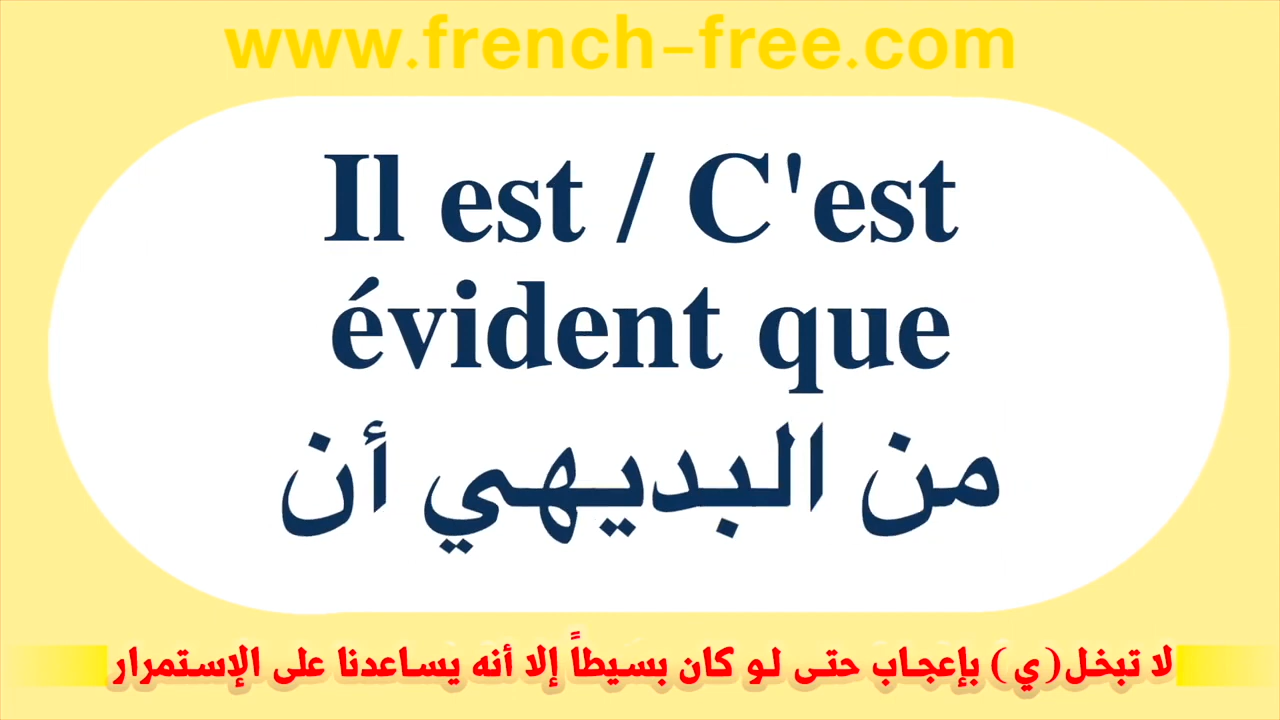 www.french-free.com
Il est / C'est
évident que
من البديهي أن
لا تبخل(ي) بإعجاب حتى لو كان بسيطاً إلا أنه يساعدنا على الإستمرار